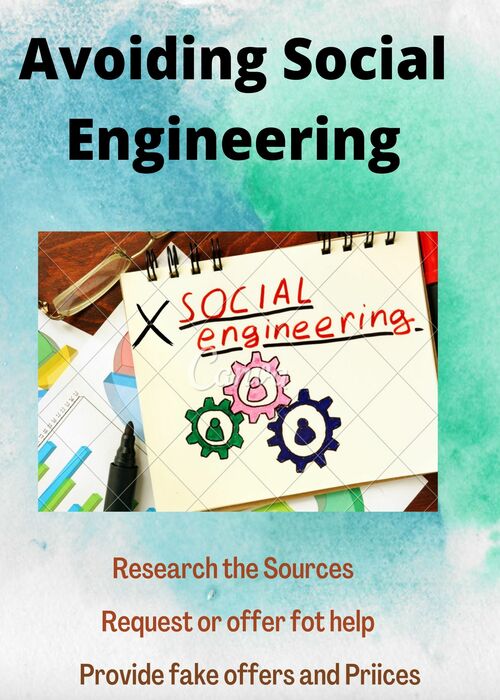 Avoiding Social
Engineering
X SOCIAL
engineering.
Research the Sources
Request or offer fot help
Provide fake offers and Priices